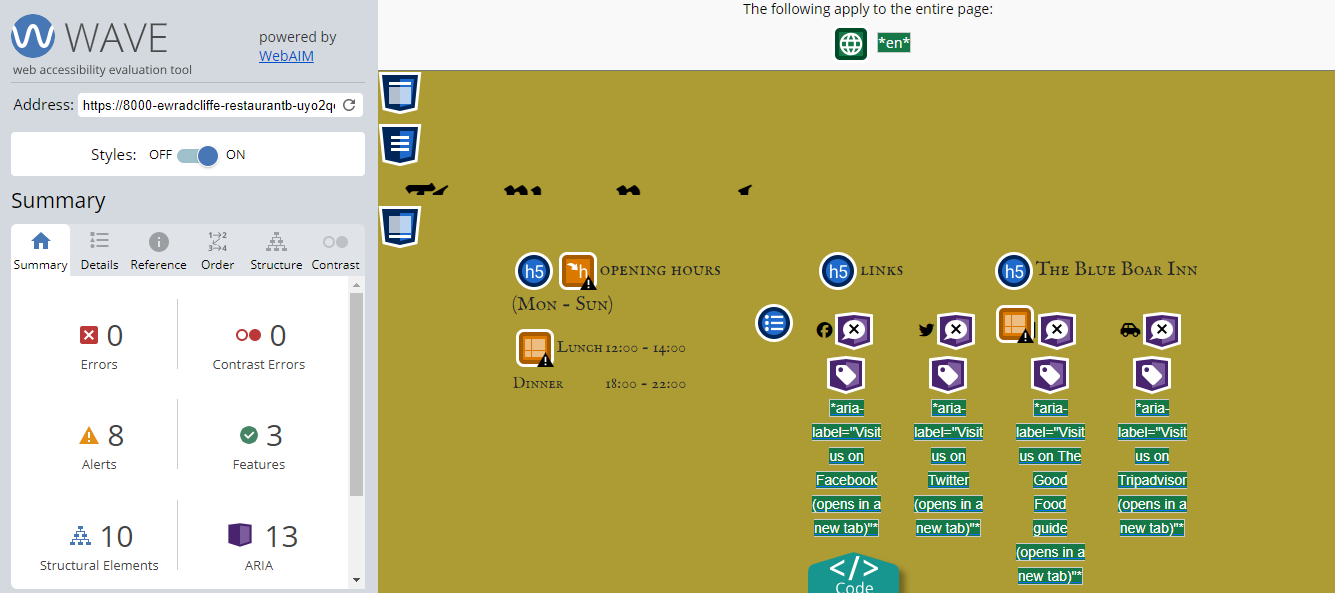 WAVE
web accessibility evaluation tool
powered by
WebAIM
Address: https://8000-ewradcliffe-restaurantb-uyo2q
Styles: OFF ON
Summary
Summary Details Reference Order Structure Contrast
0
Errors
0
Contrast Errors
8
Alerts
3
Features
10
Structural Elements
13
ARIA
The following apply to the entire page:
*en*
h5 h opening hours
(Mon - Sun)
Lunch 12:00 - 14:00
Dinner 18:00 - 22:00
h5 links
h5 The Blue Boar Inn
*aria-
label="Visit
us on
Facebook
(opens in a
new tab)"*
*aria-
label="Visit
us on
Twitter
(opens in a
new tab)"*
*aria-
label="Visit
us on The
Good
Food
guide
(opens in a
new tab)"*
*aria-
label="Visit
us on
Tripadvisor
(opens in a
new tab)"*
</>
Code